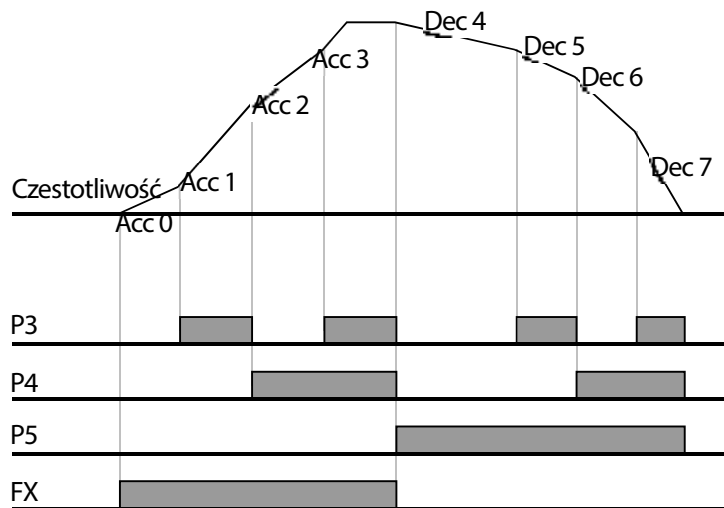 Dec 4
Dec 5
Acc 3
Dec 6
Acc 2
Dec 7
Czestotliwość
Acc 1
Acc 0
P3
P4
P5
FX